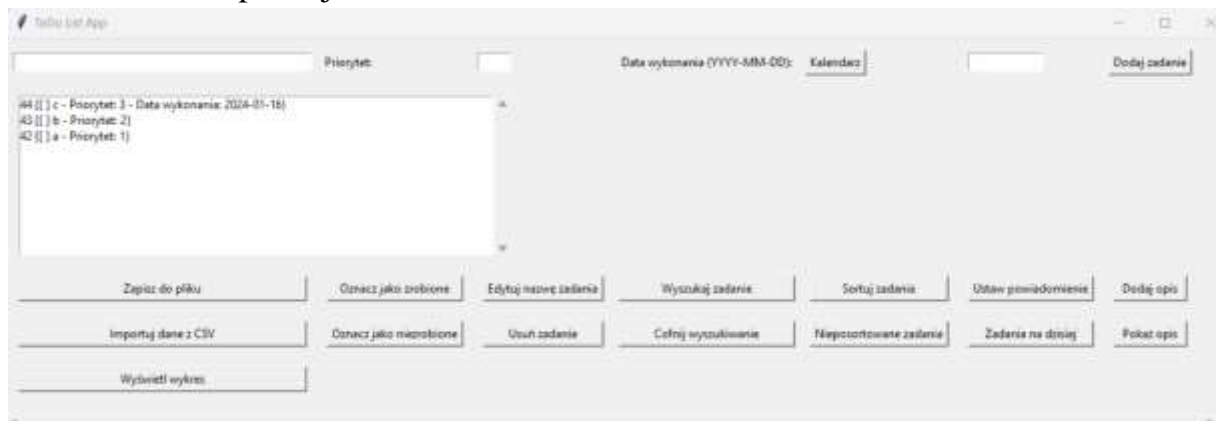 ToDo List App
Priorytet: Data wykonania (YYYY-MM-DD): Kalendarz Dodaj zadanie
44 {[ ] c - Priorytet: 3 - Data wykonania: 2024-01-16}
43 {[ ] b - Priorytet: 2}
42 {[ ] a - Priorytet: 1}
Zapisz do pliku Oznacz jako zrobione Edytuj nazwę zadania Wyszukaj zadanie Sortuj zadania Ustaw powiadomienie Dodaj opis
Importuj dane z CSV Oznacz jako niezrobione Usuń zadanie Cofnij wyszukiwanie Nieposortowane zadania Zadania na dzisiaj Pokaż opis
Wyświetl wykres